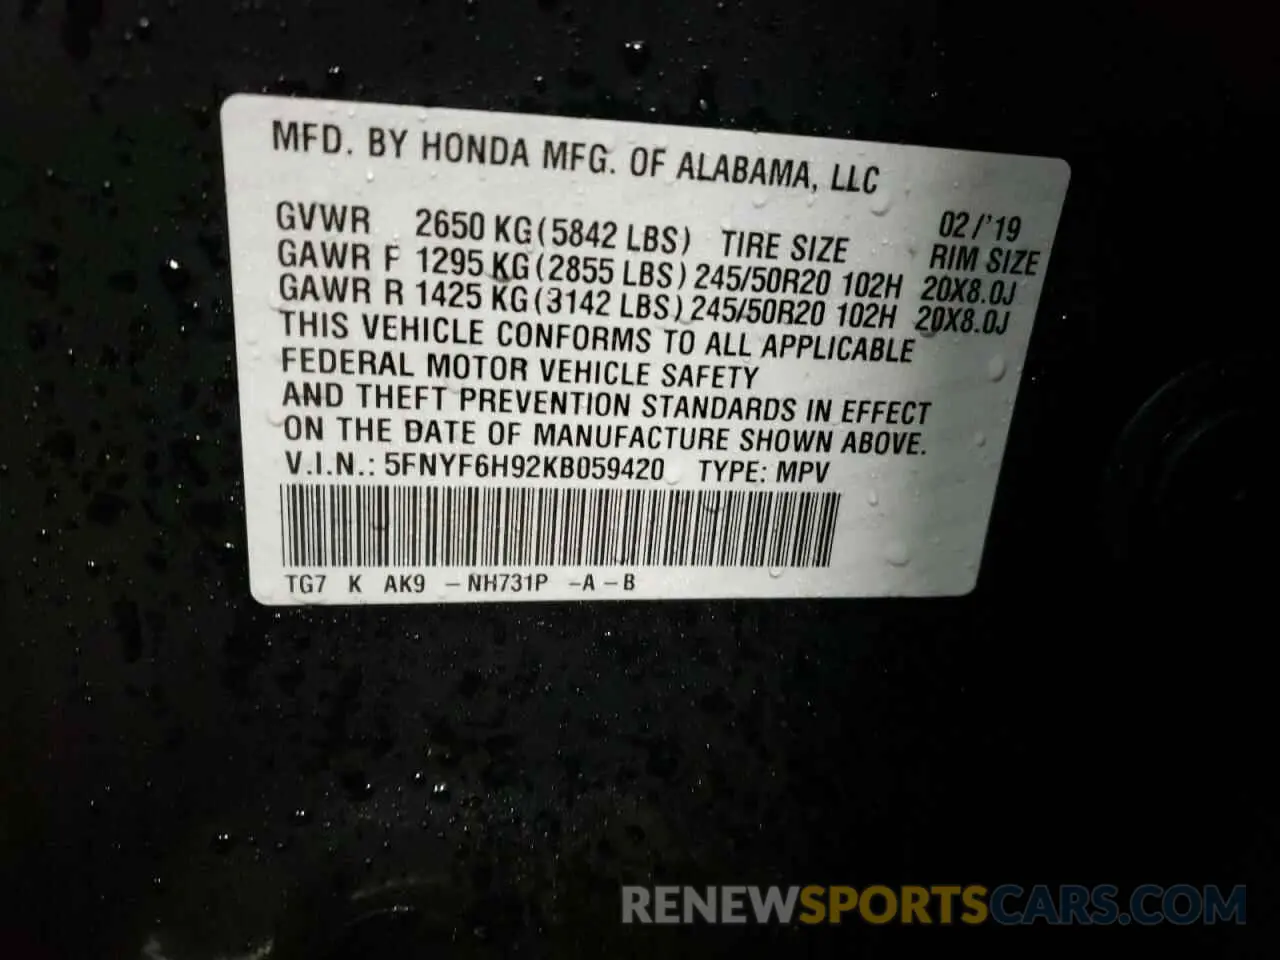 MFD. BY HONDA MFG. OF ALABAMA, LLC
02/'19
GVWR 2650 KG(5842 LBS) TIRE SIZE RIM SIZE
GAWR F 1295 KG(2855 LBS) 245/50R20 102H 20X8.0J
GAWR R 1425 KG(3142 LBS) 245/50R20 102H 20X8.0J
THIS VEHICLE CONFORMS TO ALL APPLICABLE
FEDERAL MOTOR VEHICLE SAFETY
AND THEFT PREVENTION STANDARDS IN EFFECT
ON THE DATE OF MANUFACTURE SHOWN ABOVE.
V.I.N.: 5FNYF6H92KB059420 TYPE: MPV
TG7 K AK9 -NH731P -A-B
RENEWSPORTSCARS.COM